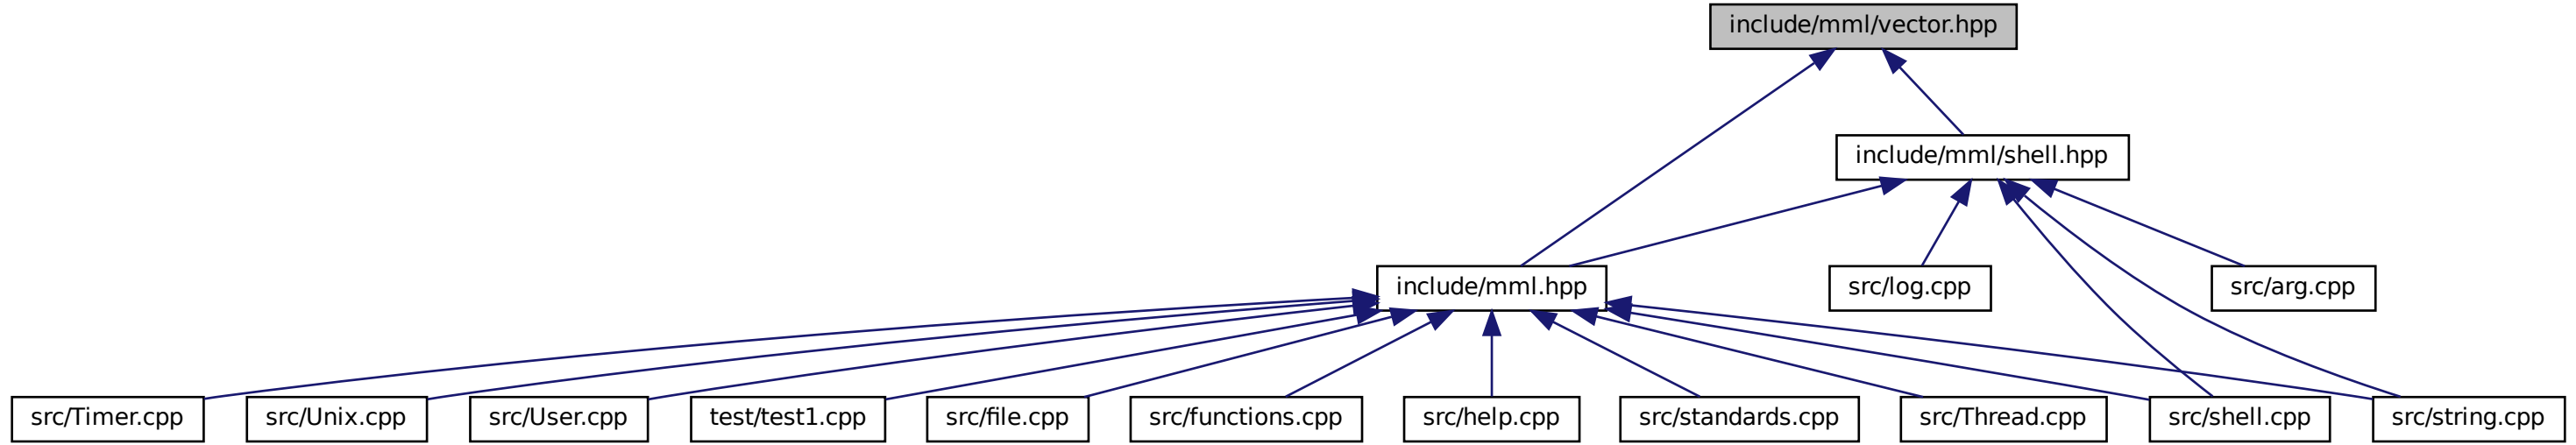 include/mml/vector.hpp
include/mml/shell.hpp
include/mml.hpp
src/log.cpp
src/arg.cpp
src/Timer.cpp
src/Unix.cpp
src/User.cpp
test/test1.cpp
src/file.cpp
src/functions.cpp
src/help.cpp
src/standards.cpp
src/Thread.cpp
src/shell.cpp
src/string.cpp